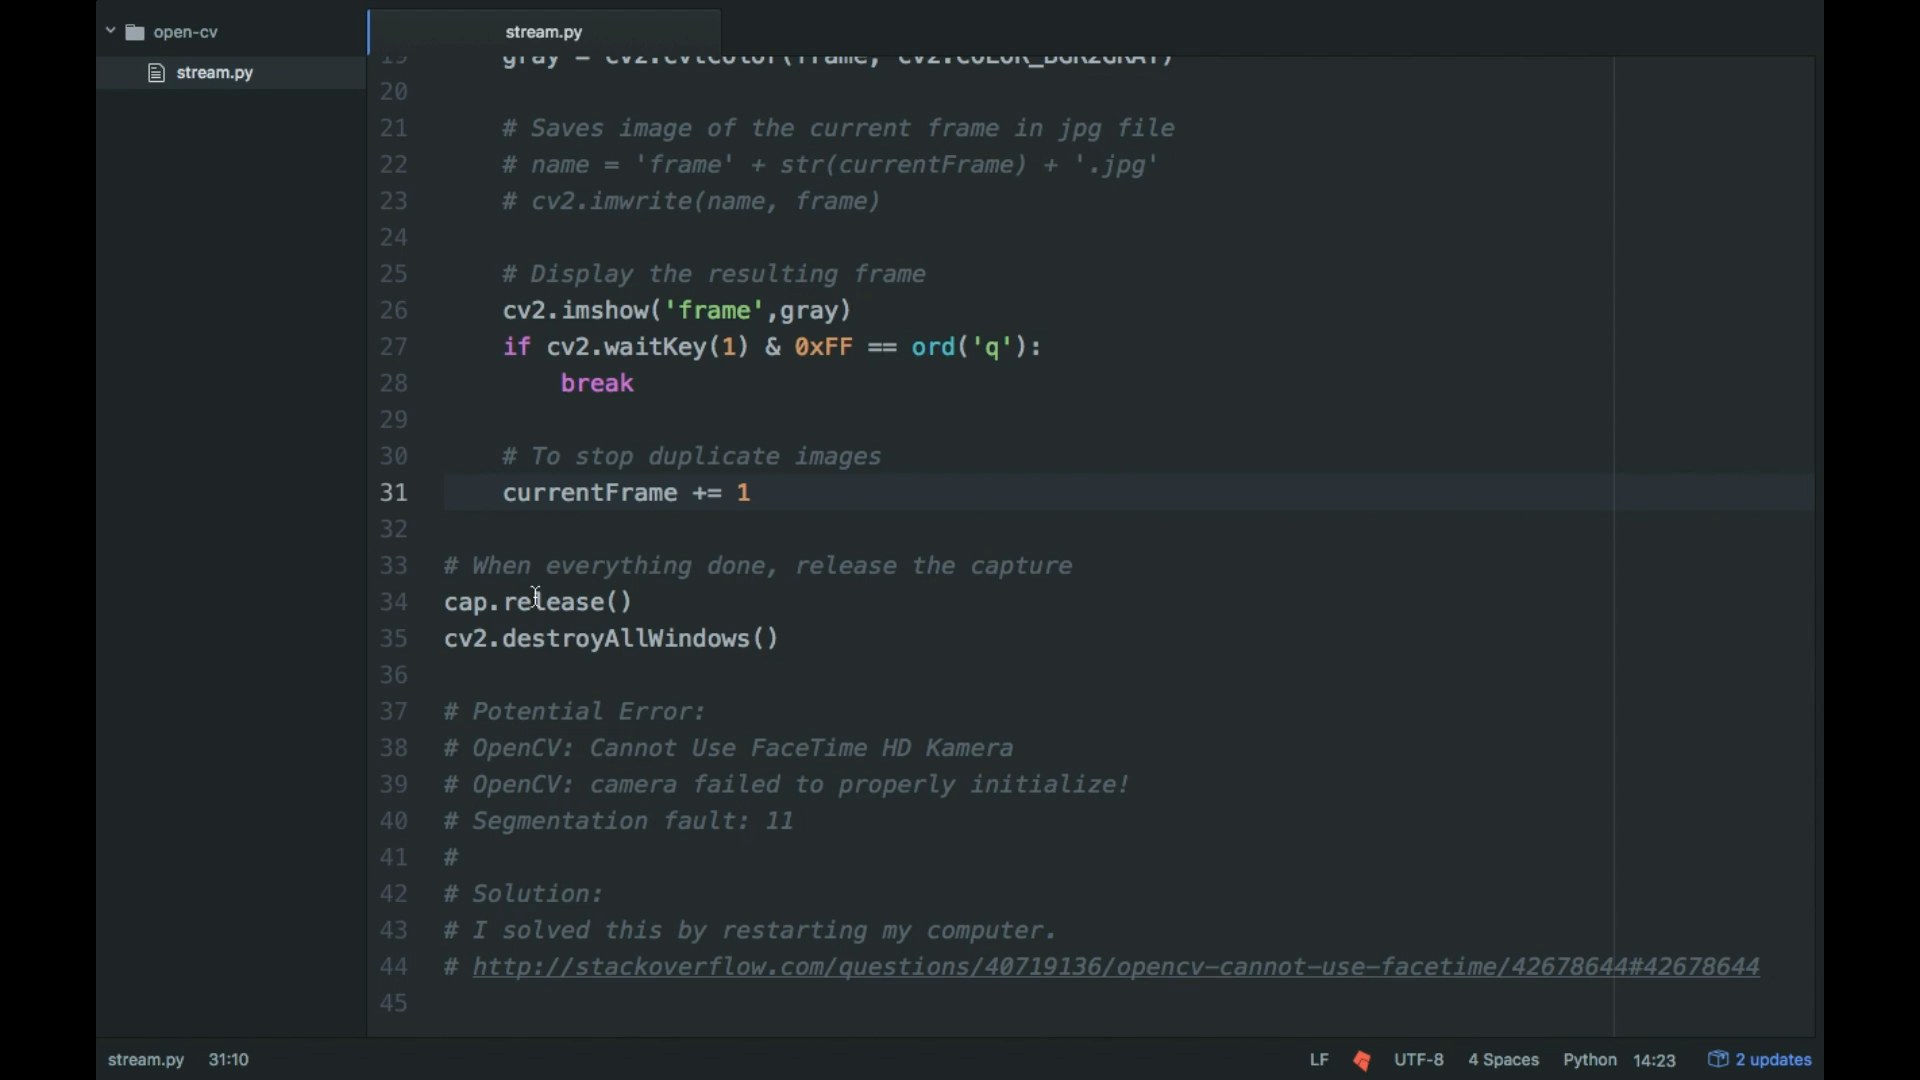 open-cv
stream.py
stream.py
19 gray = cv2.cvtColor(frame, cv2.COLOR_BGR2GRAY)
20
21 # Saves image of the current frame in jpg file
22 # name = 'frame' + str(currentFrame) + '.jpg'
23 # cv2.imwrite(name, frame)
24
25 # Display the resulting frame
26 cv2.imshow('frame',gray)
27 if cv2.waitKey(1) & 0xFF == ord('q'):
28 break
29
30 # To stop duplicate images
31 currentFrame += 1
32
33 # When everything done, release the capture
34 cap.release()
35 cv2.destroyAllWindows()
36
37 # Potential Error:
38 # OpenCV: Cannot Use FaceTime HD Kamera
39 # OpenCV: camera failed to properly initialize!
40 # Segmentation fault: 11
41 #
42 # Solution:
43 # I solved this by restarting my computer.
44 # http://stackoverflow.com/questions/40719136/opencv-cannot-use-facetime/42678644#42678644
45
stream.py 31:10 LF UTF-8 4 Spaces Python 14:23 2 updates